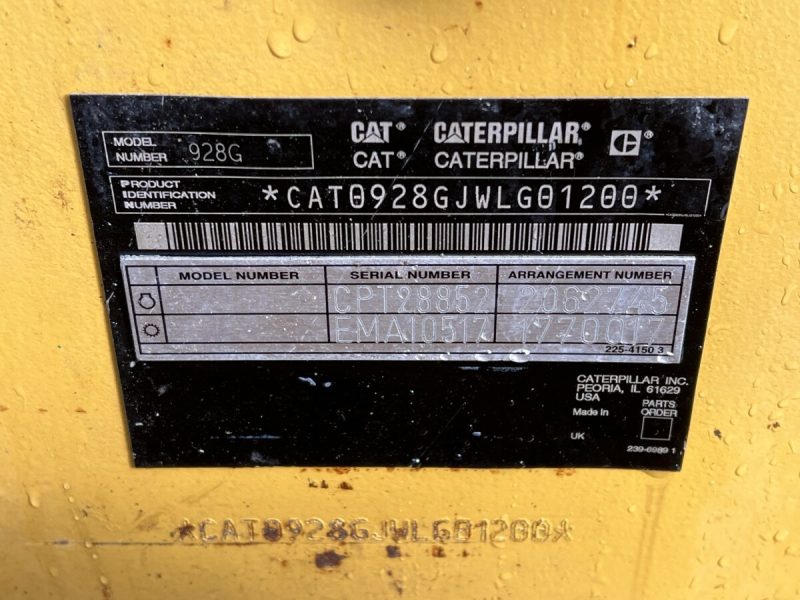 CAT® CATERPILLAR® ®
CAT® CATERPILLAR®
MODEL NUMBER 928G
PRODUCT IDENTIFICATION NUMBER *CAT0928GJWLG01200*
MODEL NUMBER SERIAL NUMBER ARRANGEMENT NUMBER
CPT28852 2062745
EMA10517 1770017
225-4150 3
CATERPILLAR INC.
PEORIA, IL 61629
USA
Made in PARTS ORDER
UK
239-6989 1
*CAT0928GJWLG01200*